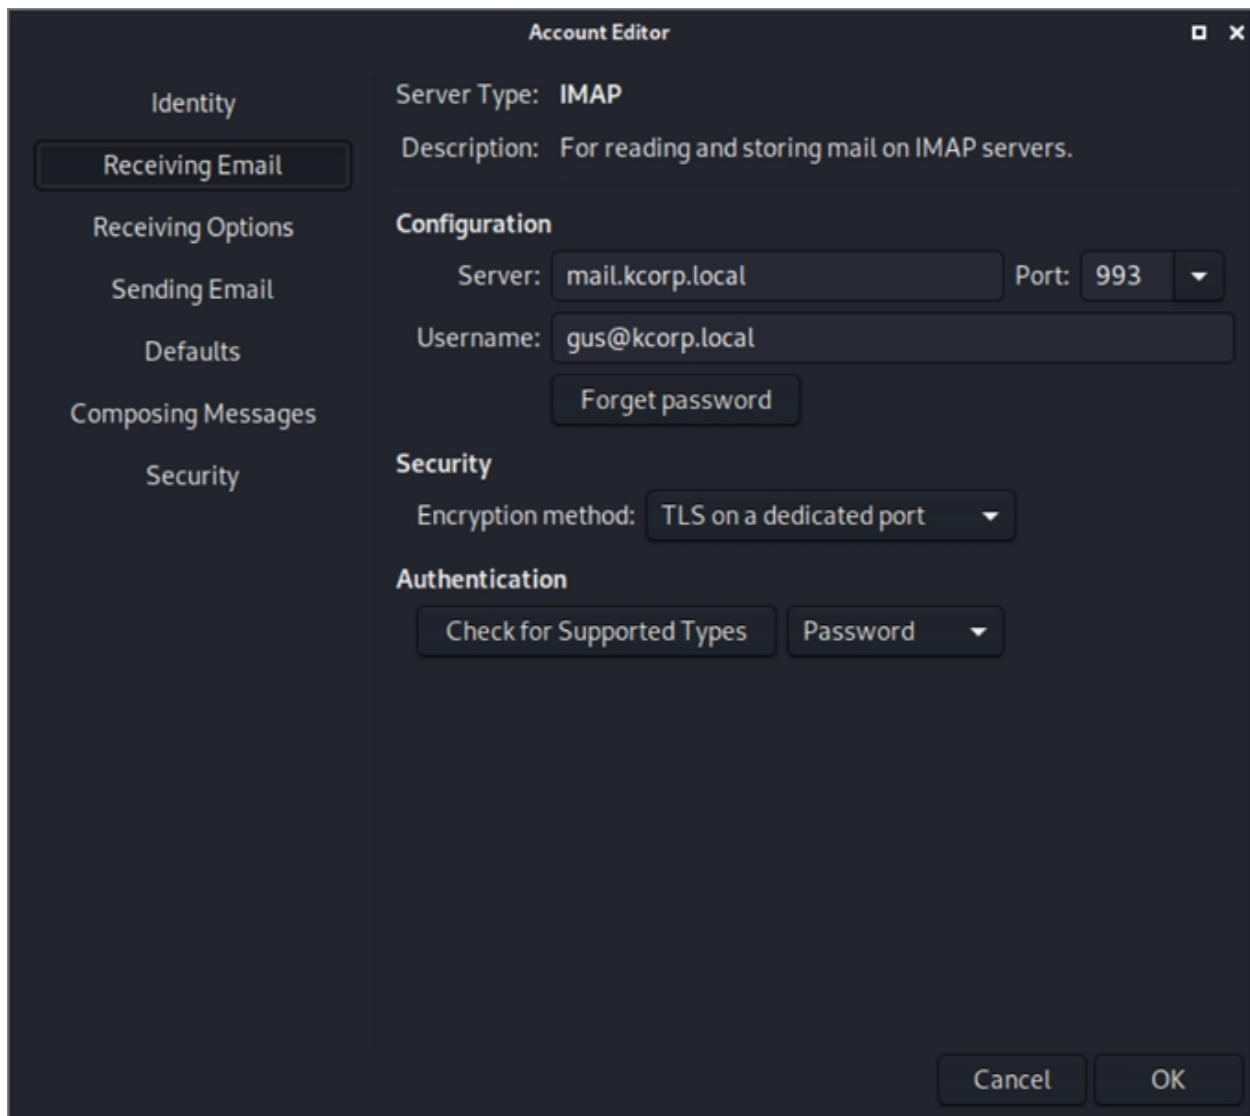 Account Editor
Identity
Receiving Email
Receiving Options
Sending Email
Defaults
Composing Messages
Security
Server Type: IMAP
Description: For reading and storing mail on IMAP servers.
Configuration
Server: mail.kcorp.local Port: 993
Username: gus@kcorp.local
Forget password
Security
Encryption method: TLS on a dedicated port
Authentication
Check for Supported Types Password
Cancel OK